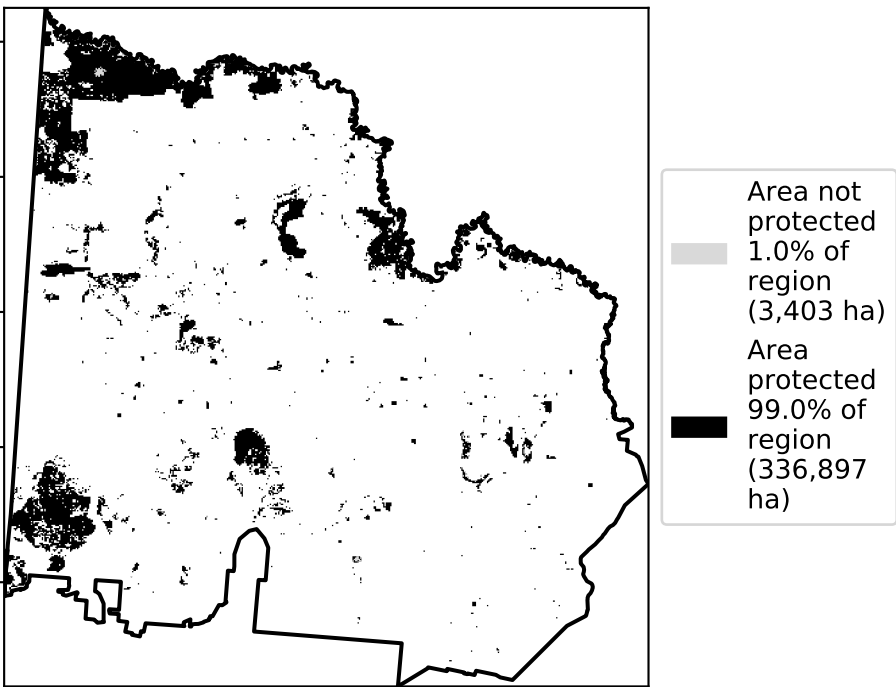 Area not
protected
1.0% of
region
(3,403 ha)
Area
protected
99.0% of
region
(336,897
ha)